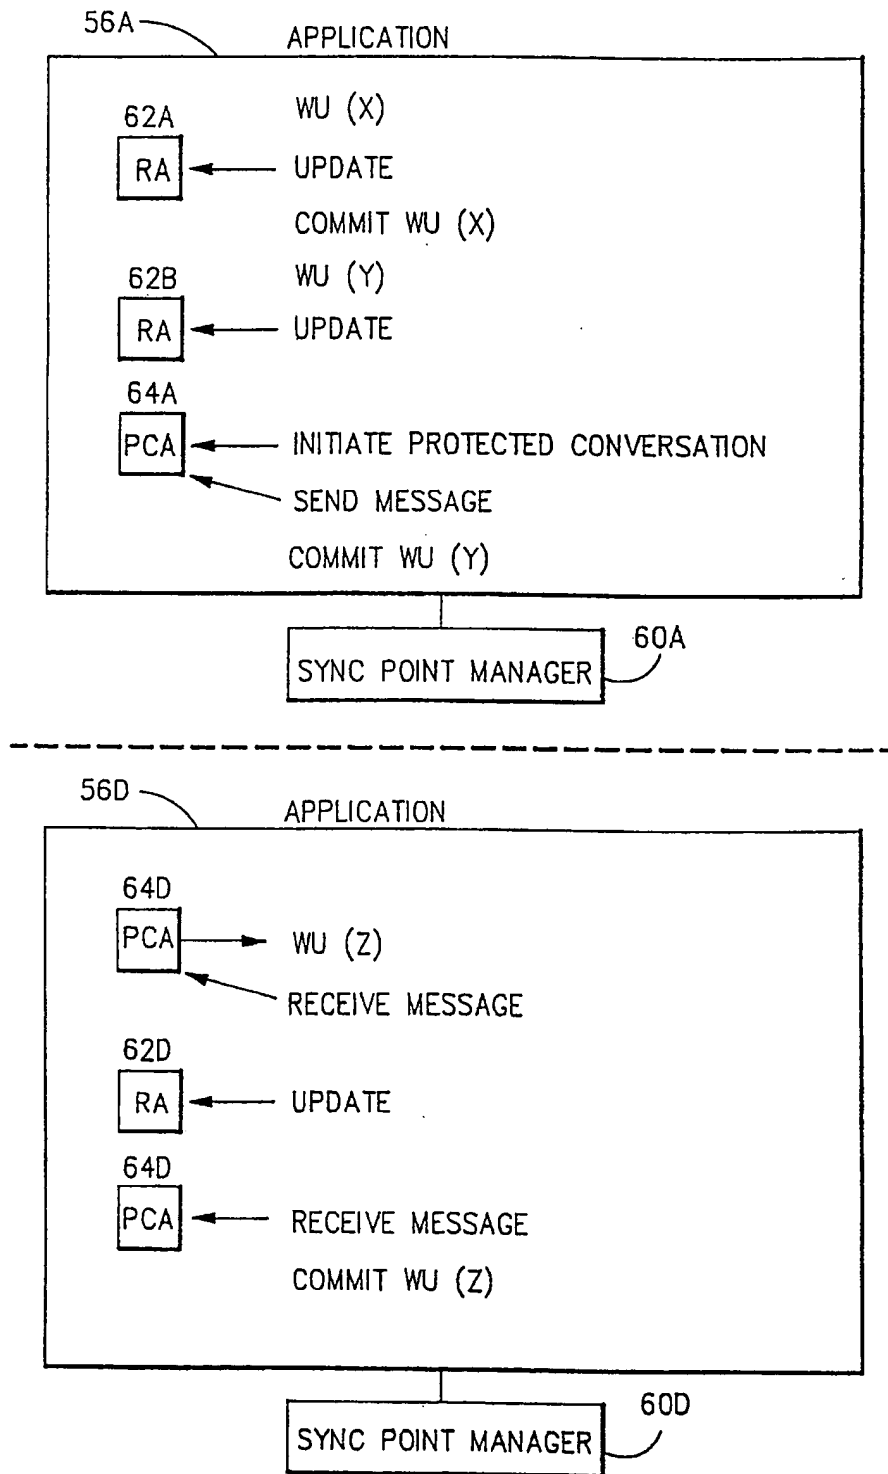 56A
APPLICATION
WU (X)
62A
RA
UPDATE
COMMIT WU (X)
62B
WU (Y)
RA
UPDATE
64A
PCA
INITIATE PROTECTED CONVERSATION
SEND MESSAGE
COMMIT WU (Y)
SYNC POINT MANAGER
60A
56D
APPLICATION
64D
PCA
WU (Z)
RECEIVE MESSAGE
62D
RA
UPDATE
64D
PCA
RECEIVE MESSAGE
COMMIT WU (Z)
SYNC POINT MANAGER
60D